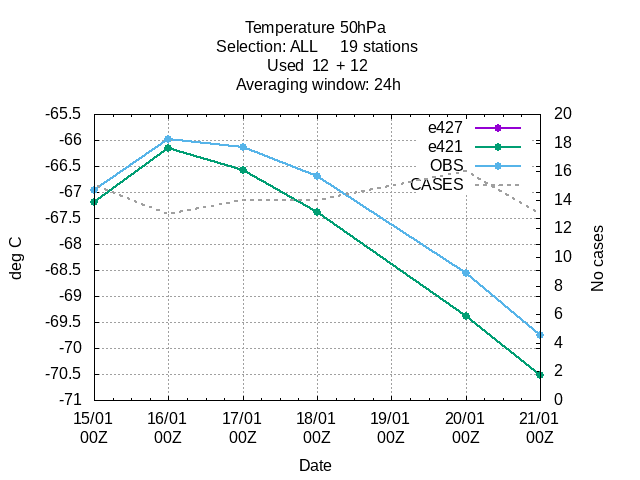 Temperature 50hPa
Selection: ALL     19 stations
Used  12  + 12
Averaging window: 24h
-65.5
-66
-66.5
-67
-67.5
-68
-68.5
-69
-69.5
-70
-70.5
-71
deg C
e427
e421
OBS
CASES
20
18
16
14
12
10
8
6
4
2
0
No cases
15/01 16/01 17/01 18/01 19/01 20/01 21/01
00Z 00Z 00Z 00Z 00Z 00Z 00Z
Date